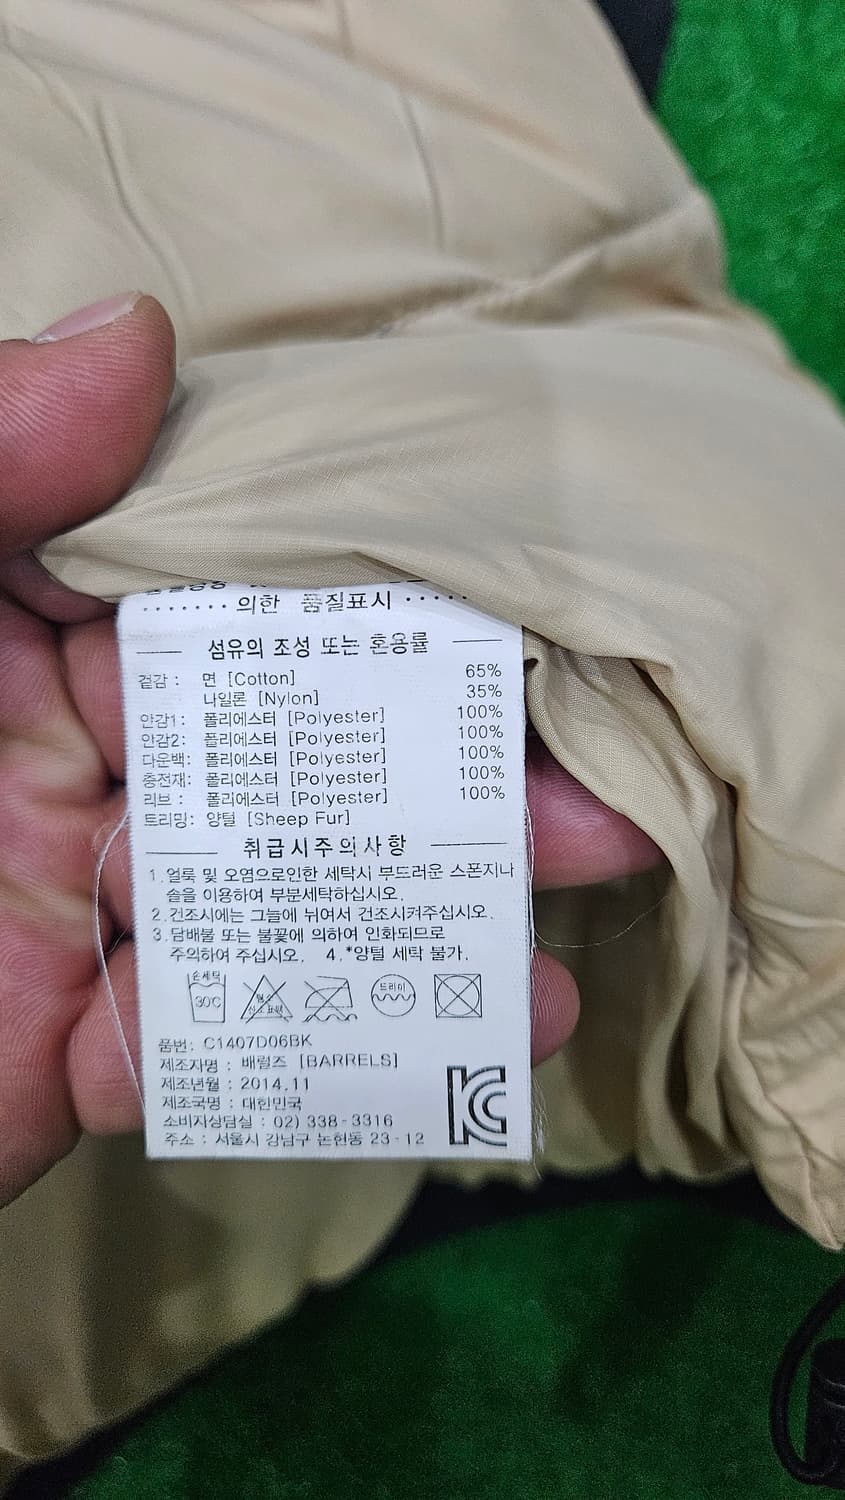 의한 품질표시
섬유의 조성 또는 혼용률
겉감 : 면 [Cotton] 65%
나일론 [Nylon] 35%
안감1: 폴리에스터 [Polyester] 100%
안감2: 폴리에스터 [Polyester] 100%
다운백: 폴리에스터 [Polyester] 100%
충전재: 폴리에스터 [Polyester] 100%
리브 : 폴리에스터 [Polyester] 100%
트리밍: 양털 [Sheep Fur]
취급시주의사항
1.얼룩 및 오염으로인한 세탁시 부드러운 스폰지나
솔을 이용하여 부분세탁하십시오.
2.건조시에는 그늘에 뉘어서 건조시켜주십시오.
3.담배불 또는 불꽃에 의하여 인화되므로
주의하여 주십시오. 4.*양털 세탁 불가.
손세탁
30℃
드라이
품번: C1407D06BK
제조자명 : 배럴즈 [BARRELS]
제조년월 : 2014.11
제조국명 : 대한민국
소비자상담실 : 02) 338-3316
주소 : 서울시 강남구 논현동 23-12